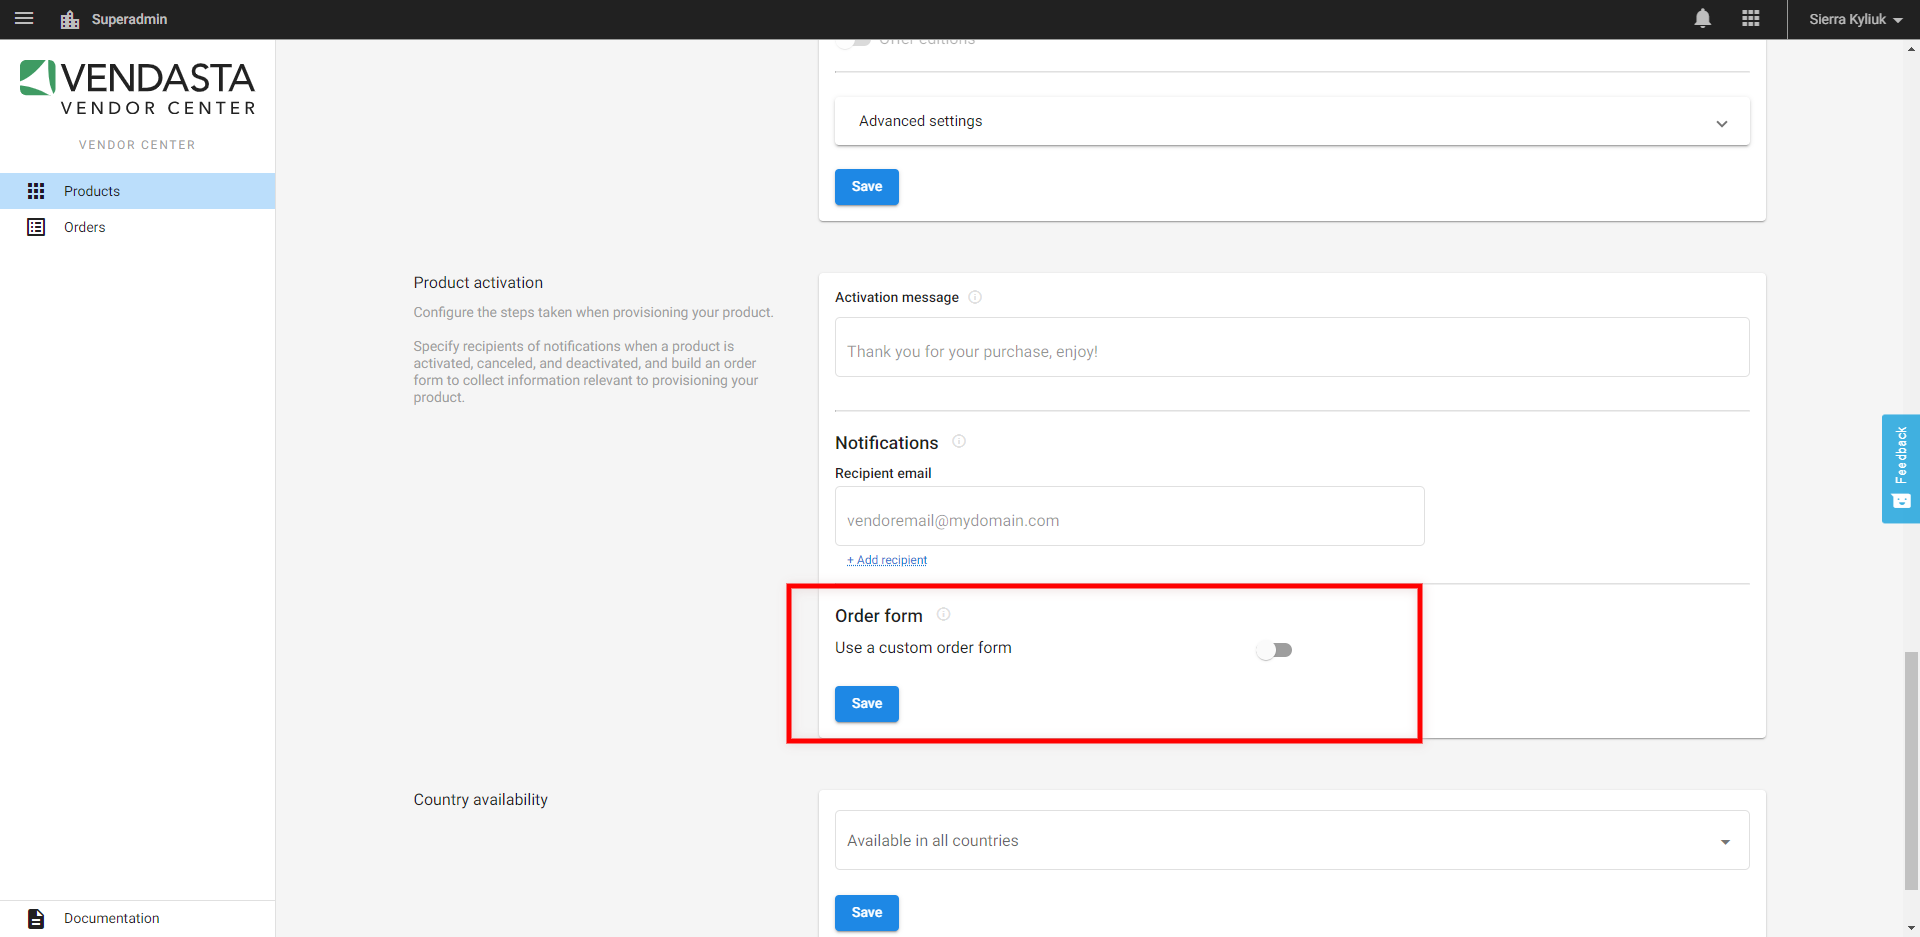 Superadmin
Sierra Kyliuk
VENDASTA
VENDOR CENTER
VENDOR CENTER
Products
Orders
Documentation
Offer editions
Advanced settings
Save
Product activation
Configure the steps taken when provisioning your product.
Specify recipients of notifications when a product is
activated, canceled, and deactivated, and build an order
form to collect information relevant to provisioning your
product.
Activation message
Thank you for your purchase, enjoy!
Notifications
Recipient email
vendoremail@mydomain.com
+ Add recipient
Order form
Use a custom order form
Save
Country availability
Available in all countries
Save
Feedback